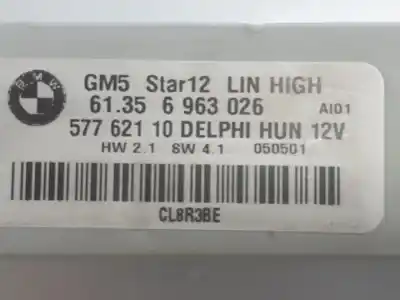 BMW
GM5 Star12 LIN HIGH
61.35 6 963 026 AI01
577 621 10 DELPHI HUN 12V
HW 2.1 SW 4.1 050501
CL8R3BE